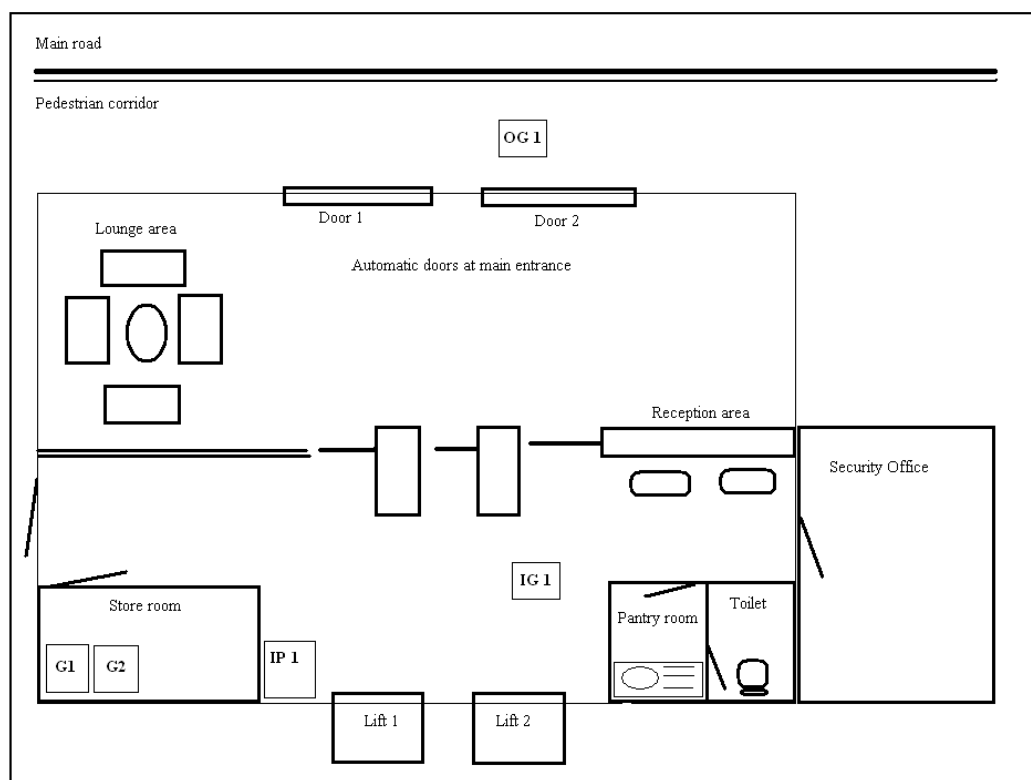 Main road
Pedestrian corridor
OG 1
Door 1
Door 2
Lounge area
Automatic doors at main entrance
Reception area
Security Office
IG 1
Store room
Pantry room
Toilet
G1
G2
IP 1
Lift 1
Lift 2